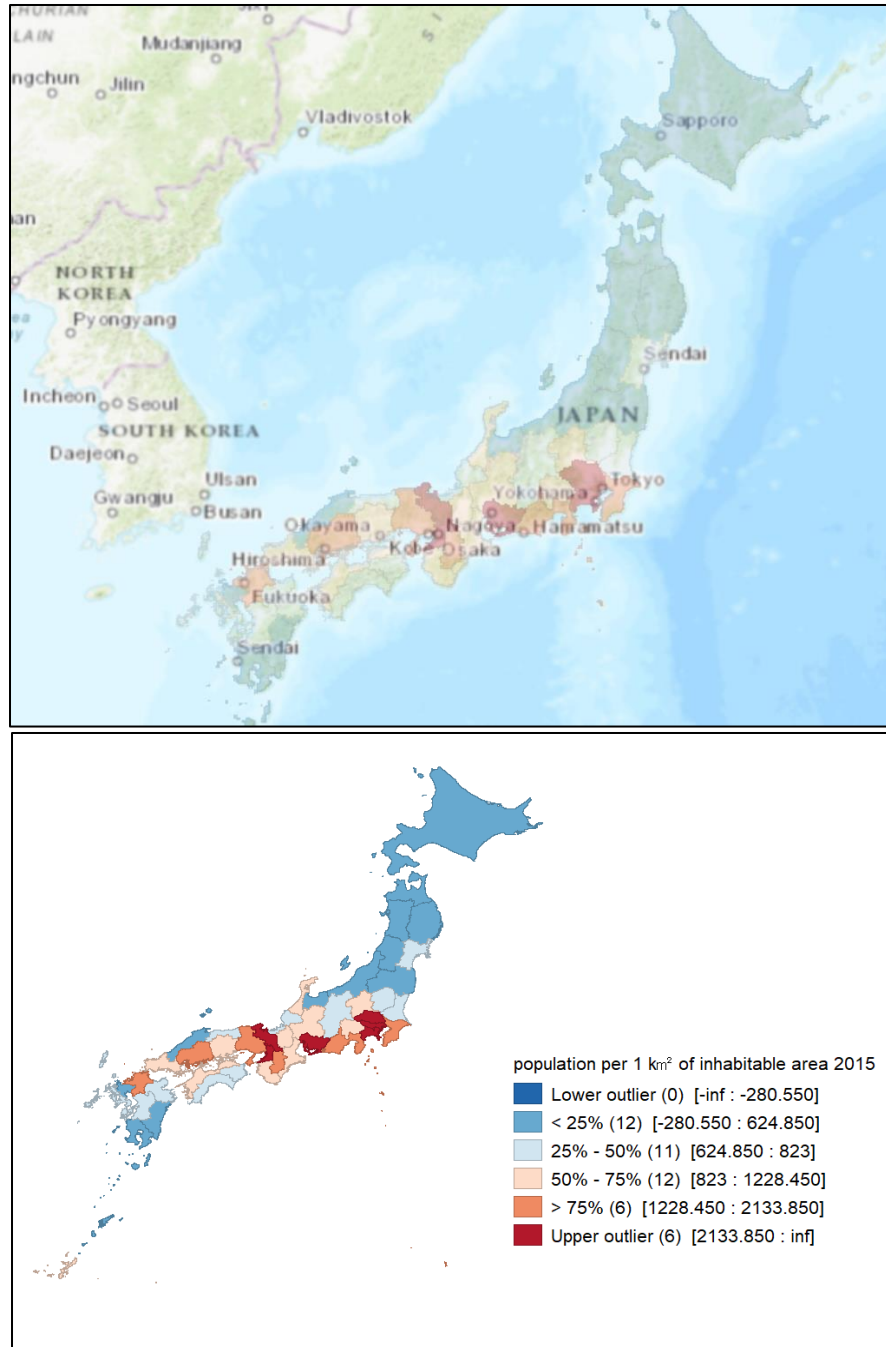 CHURIAN
LAIN
Mudanjiang
ngchun
Jilin
Vladivostok
Sapporo
NORTH
KOREA
Pyongyang
Sendai
Incheon
Seoul
JAPAN
SOUTH KOREA
Daejeon
Ulsan
Yokohama
Tokyo
Gwangju
Busan
Okayama
Nagoya
Hamamatsu
Kobe
Osaka
Hiroshima
Fukuoka
Sendai
population per 1 km² of inhabitable area 2015
Lower outlier (0) [-inf : -280.550]
< 25% (12) [-280.550 : 624.850]
25% - 50% (11) [624.850 : 823]
50% - 75% (12) [823 : 1228.450]
> 75% (6) [1228.450 : 2133.850]
Upper outlier (6) [2133.850 : inf]